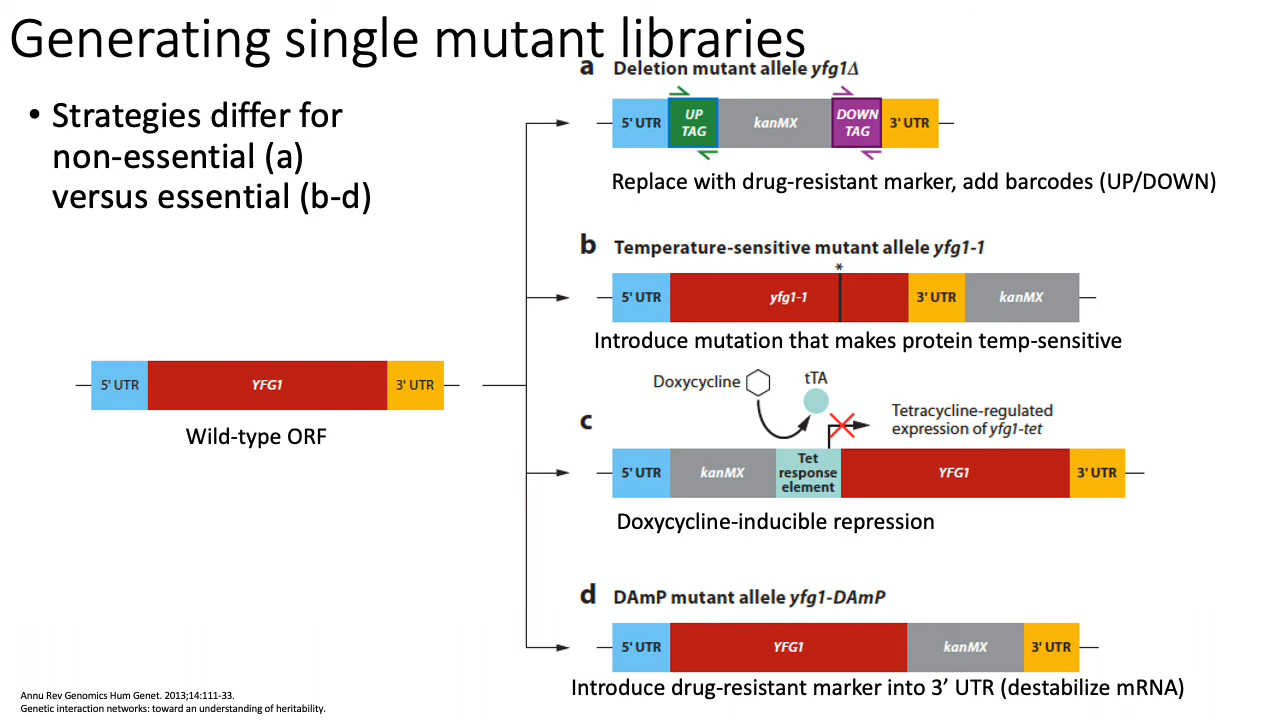 Generating single mutant libraries
• Strategies differ for
non-essential (a)
versus essential (b-d)
a Deletion mutant allele yfg1Δ
5' UTR UP TAG kanMX DOWN TAG 3' UTR
Replace with drug-resistant marker, add barcodes (UP/DOWN)
b Temperature-sensitive mutant allele yfg1-1
*
5' UTR yfg1-1 3' UTR kanMX
Introduce mutation that makes protein temp-sensitive
5' UTR YFG1 3' UTR
Wild-type ORF
Doxycycline tTA
c
Tetracycline-regulated
expression of yfg1-tet
5' UTR kanMX Tet response element YFG1 3' UTR
Doxycycline-inducible repression
d DAmP mutant allele yfg1-DAmP
5' UTR YFG1 kanMX 3' UTR
Introduce drug-resistant marker into 3’ UTR (destabilize mRNA)
Annu Rev Genomics Hum Genet. 2013;14:111-33.
Genetic interaction networks: toward an understanding of heritability.